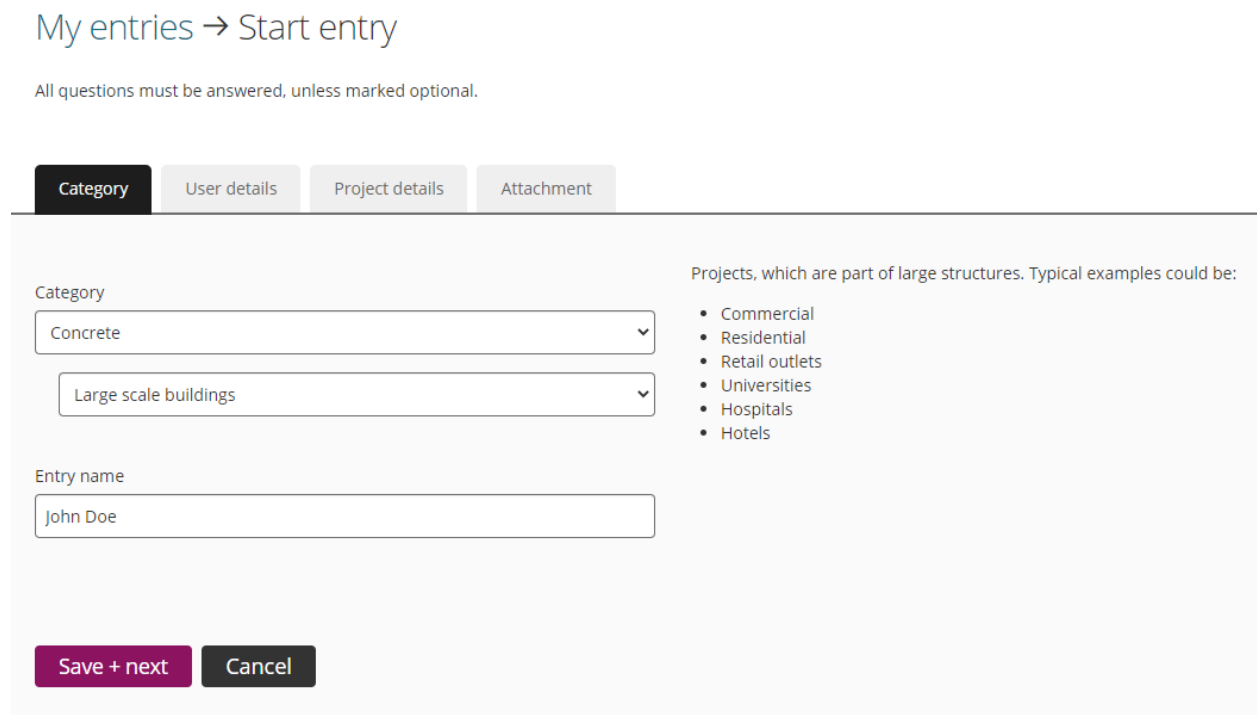 My entries → Start entry
All questions must be answered, unless marked optional.
Category
User details
Project details
Attachment
Category
Concrete
Large scale buildings
Entry name
John Doe
Projects, which are part of large structures. Typical examples could be:
• Commercial
• Residential
• Retail outlets
• Universities
• Hospitals
• Hotels
Save + next
Cancel